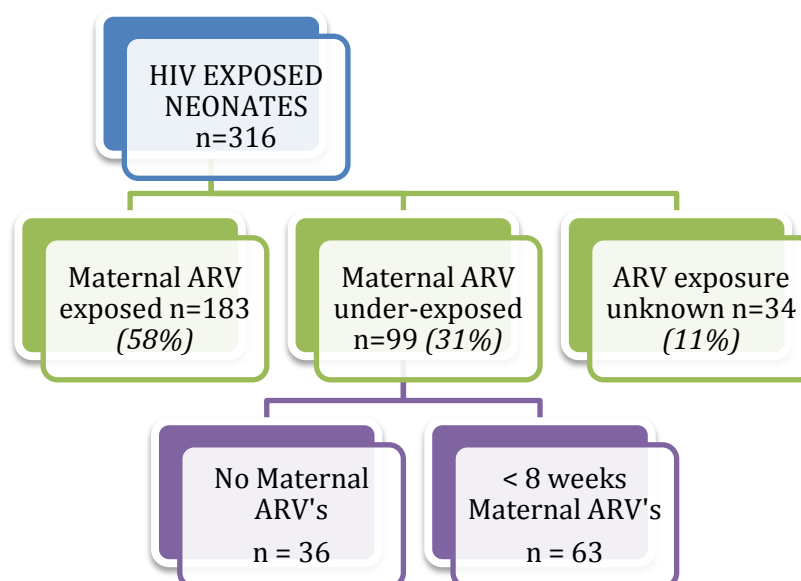 HIV EXPOSED
NEONATES
n=316
Maternal ARV
exposed n=183
(58%)
Maternal ARV
under-exposed
n=99 (31%)
ARV exposure
unknown n=34
(11%)
No Maternal
ARV's
n = 36
< 8 weeks
Maternal ARV's
n = 63